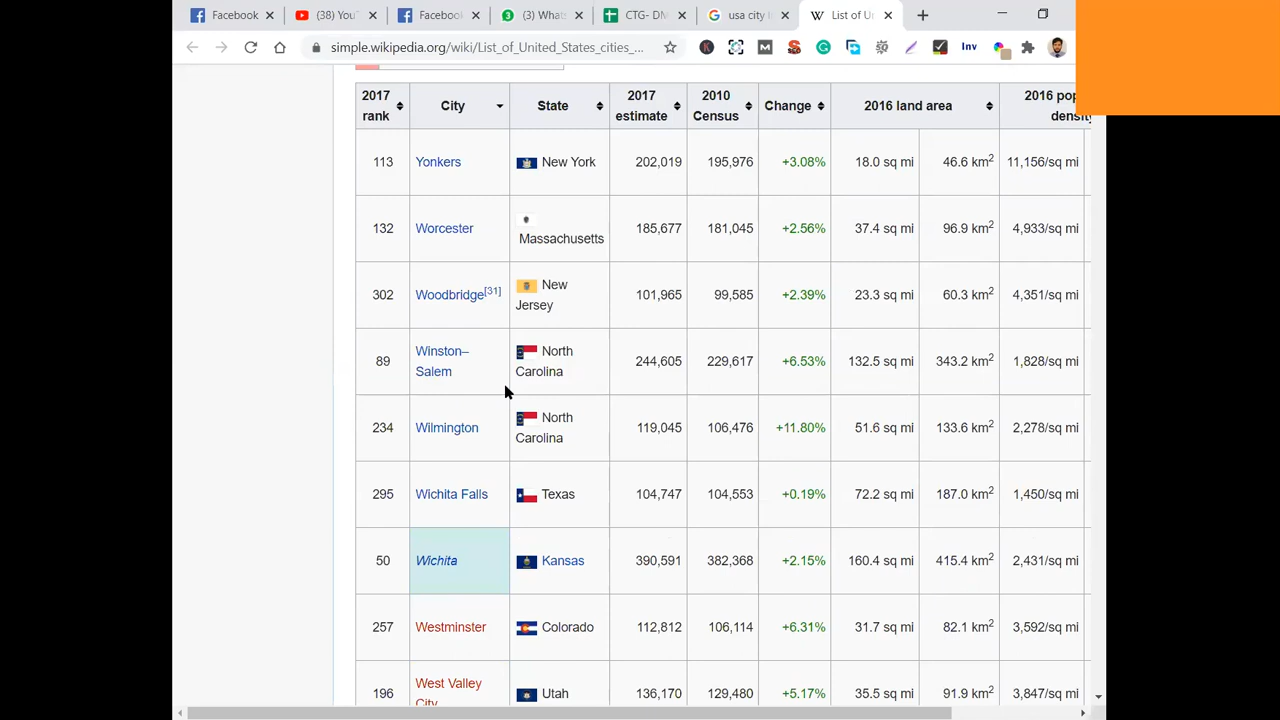 Facebook
(38) YouT
Faceboo
(3) Whats
CTG- DM
usa city l
List of Un
simple.wikipedia.org/wiki/List_of_United_States_cities_...
Inv
2017 rank City State 2017 estimate 2010 Census Change 2016 land area 2016 pop density
113 Yonkers New York 202,019 195,976 +3.08% 18.0 sq mi 46.6 km2 11,156/sq mi
132 Worcester Massachusetts 185,677 181,045 +2.56% 37.4 sq mi 96.9 km2 4,933/sq mi
302 Woodbridge[31] New Jersey 101,965 99,585 +2.39% 23.3 sq mi 60.3 km2 4,351/sq mi
89 Winston–Salem North Carolina 244,605 229,617 +6.53% 132.5 sq mi 343.2 km2 1,828/sq mi
234 Wilmington North Carolina 119,045 106,476 +11.80% 51.6 sq mi 133.6 km2 2,278/sq mi
295 Wichita Falls Texas 104,747 104,553 +0.19% 72.2 sq mi 187.0 km2 1,450/sq mi
50 Wichita Kansas 390,591 382,368 +2.15% 160.4 sq mi 415.4 km2 2,431/sq mi
257 Westminster Colorado 112,812 106,114 +6.31% 31.7 sq mi 82.1 km2 3,592/sq mi
196 West Valley City Utah 136,170 129,480 +5.17% 35.5 sq mi 91.9 km2 3,847/sq mi